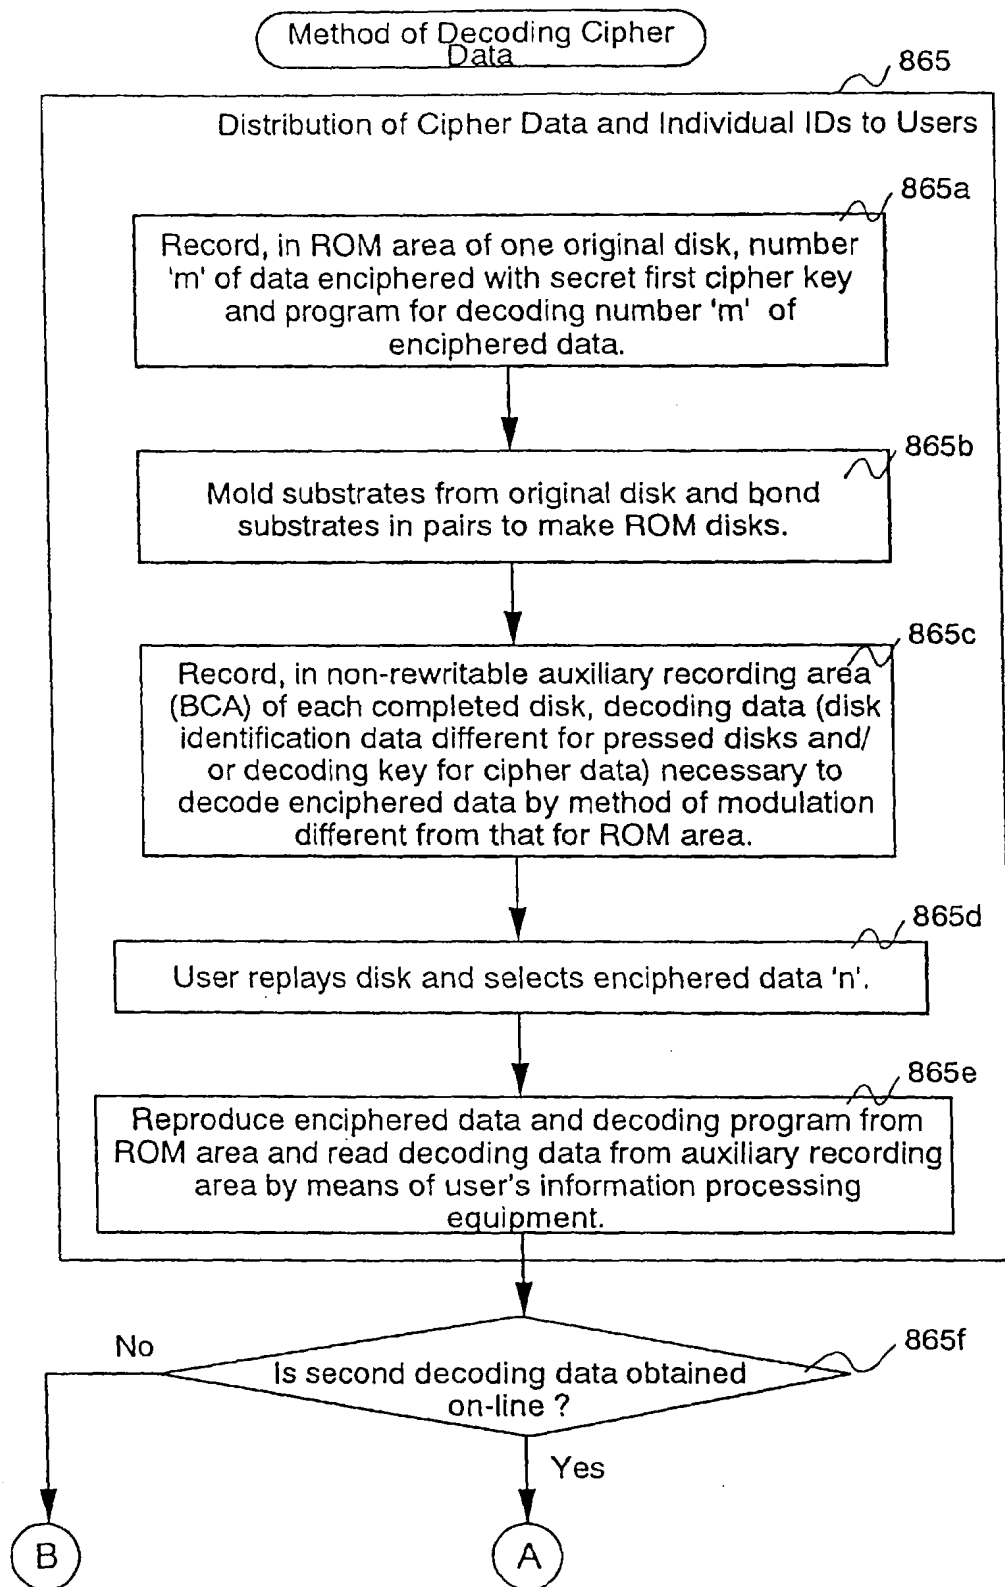 Method of Decoding Cipher
Data
865
Distribution of Cipher Data and Individual IDs to Users
865a
Record, in ROM area of one original disk, number
'm' of data enciphered with secret first cipher key
and program for decoding number 'm' of
enciphered data.
865b
Mold substrates from original disk and bond
substrates in pairs to make ROM disks.
865c
Record, in non-rewritable auxiliary recording area
(BCA) of each completed disk, decoding data (disk
identification data different for pressed disks and/
or decoding key for cipher data) necessary to
decode enciphered data by method of modulation
different from that for ROM area.
865d
User replays disk and selects enciphered data 'n'.
865e
Reproduce enciphered data and decoding program from
ROM area and read decoding data from auxiliary recording
area by means of user's information processing
equipment.
865f
No
Is second decoding data obtained
on-line ?
Yes
B
A